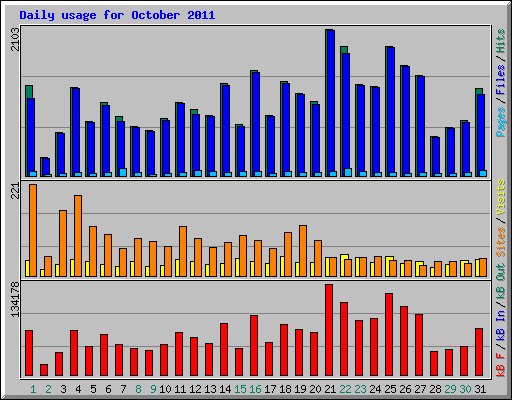 Daily usage for October 2011
2103
Pages / Files / Hits
221
Sites / Visits
134178
kB F / kB In / kB Out
1 2 3 4 5 6 7 8 9 10 11 12 13 14 15 16 17 18 19 20 21 22 23 24 25 26 27 28 29 30 31